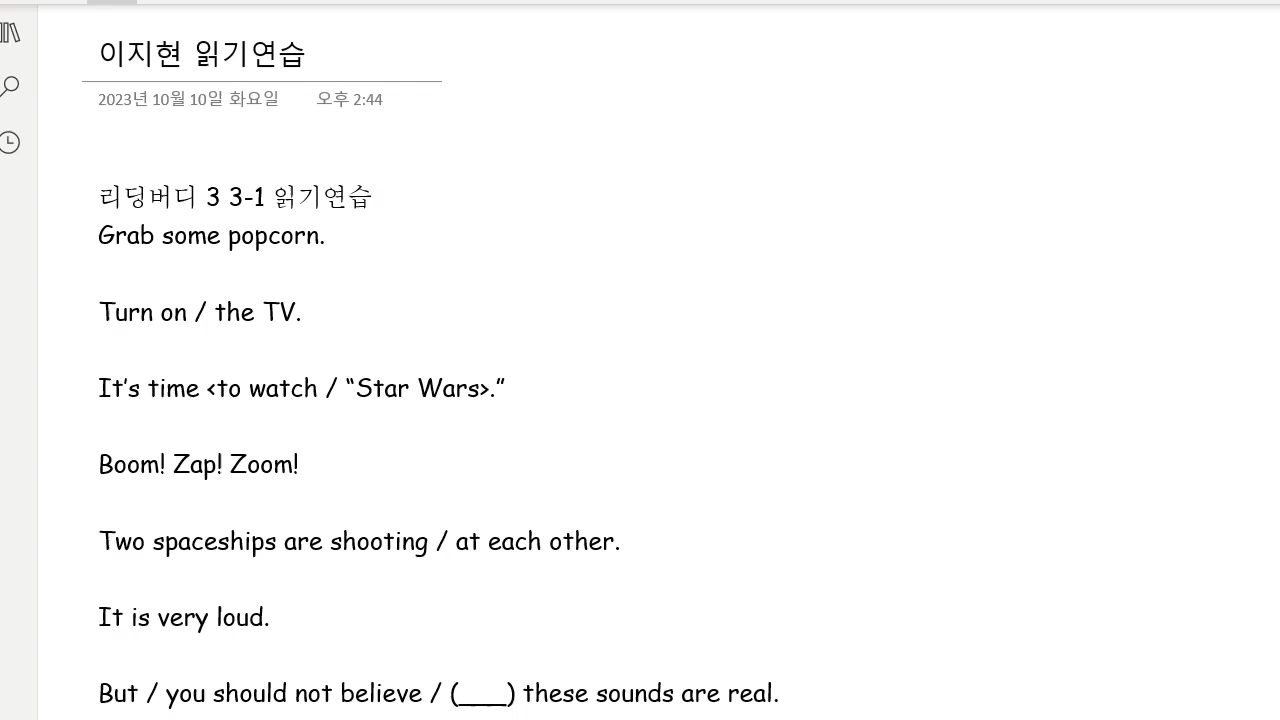 이지현 읽기연습
2023년 10월 10일 화요일 오후 2:44
리딩버디 3 3-1 읽기연습
Grab some popcorn.
Turn on / the TV.
It’s time <to watch / “Star Wars>.”
Boom! Zap! Zoom!
Two spaceships are shooting / at each other.
It is very loud.
But / you should not believe / (___) these sounds are real.